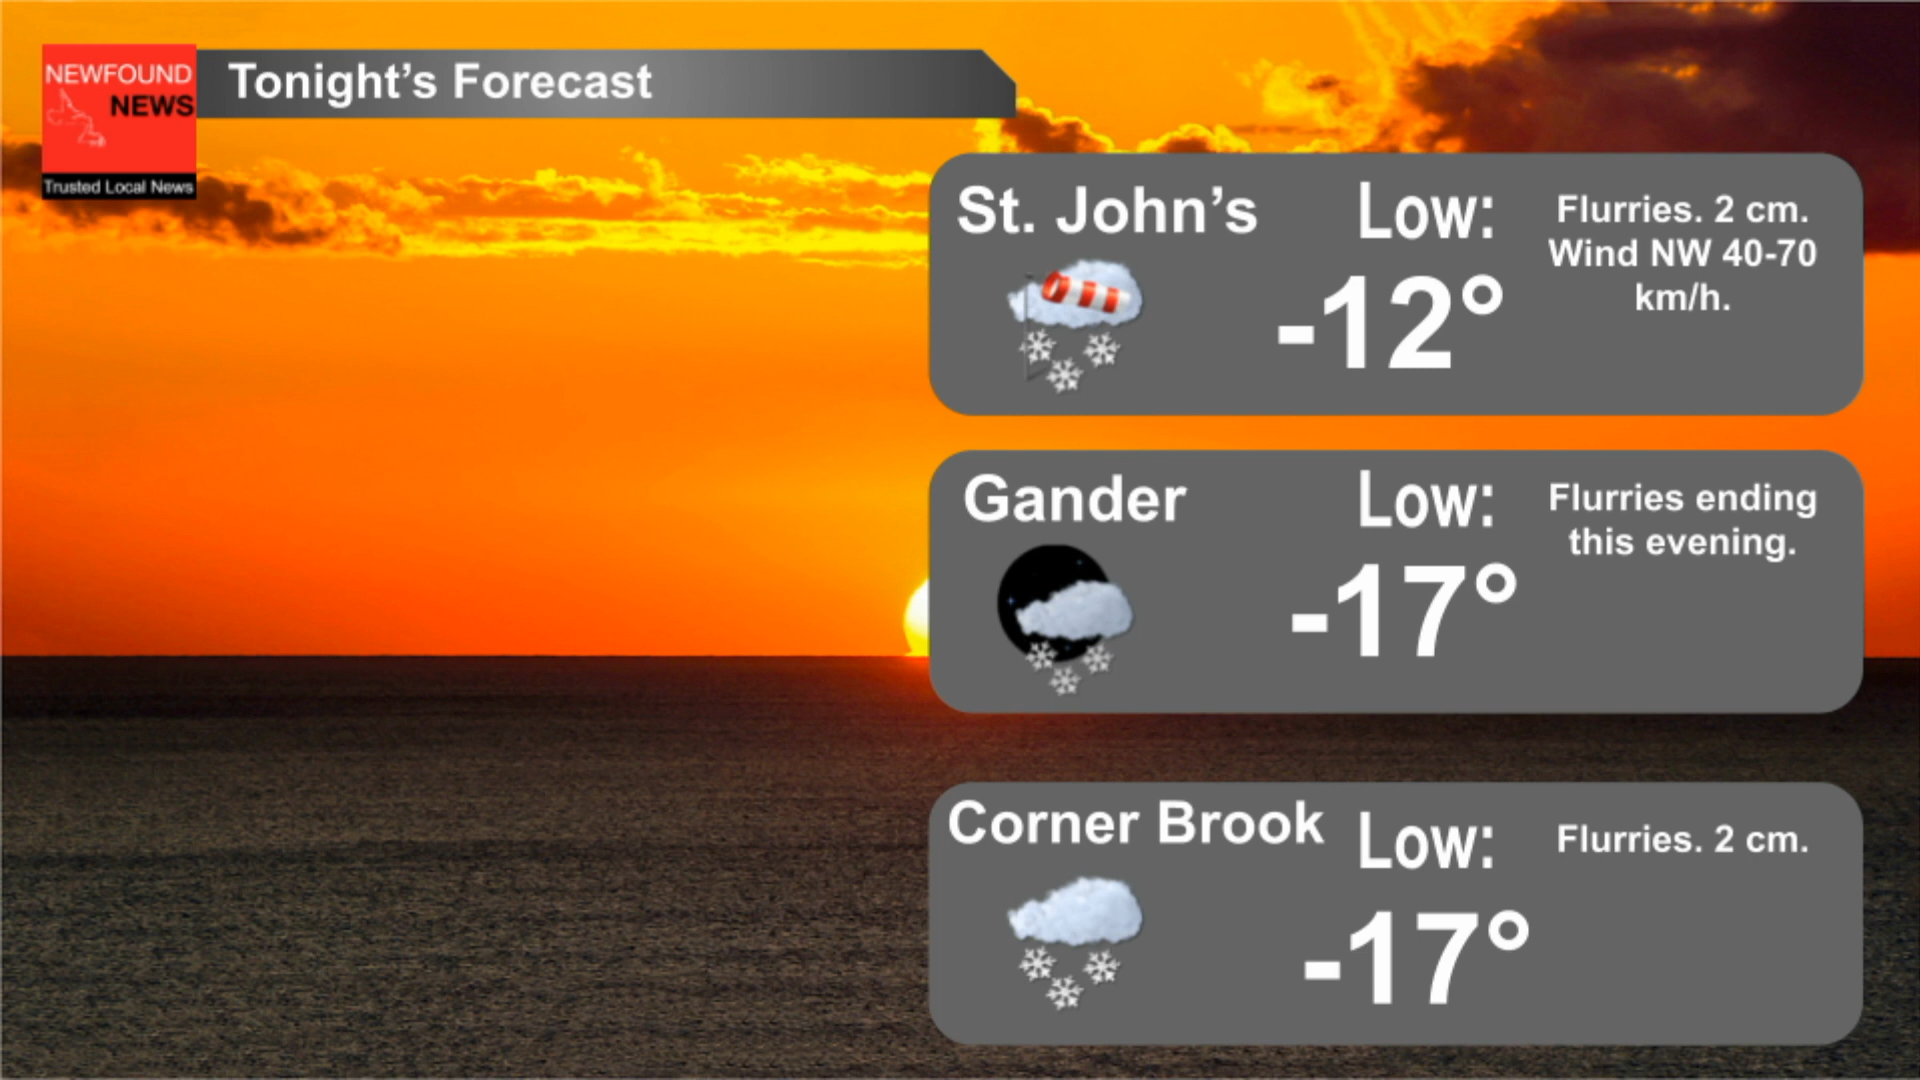 NEWFOUND
NEWS
Trusted Local News
Tonight’s Forecast
St. John’s
Low:
-12°
Flurries. 2 cm.
Wind NW 40-70
km/h.
Gander
Low:
-17°
Flurries ending
this evening.
Corner Brook
Low:
-17°
Flurries. 2 cm.